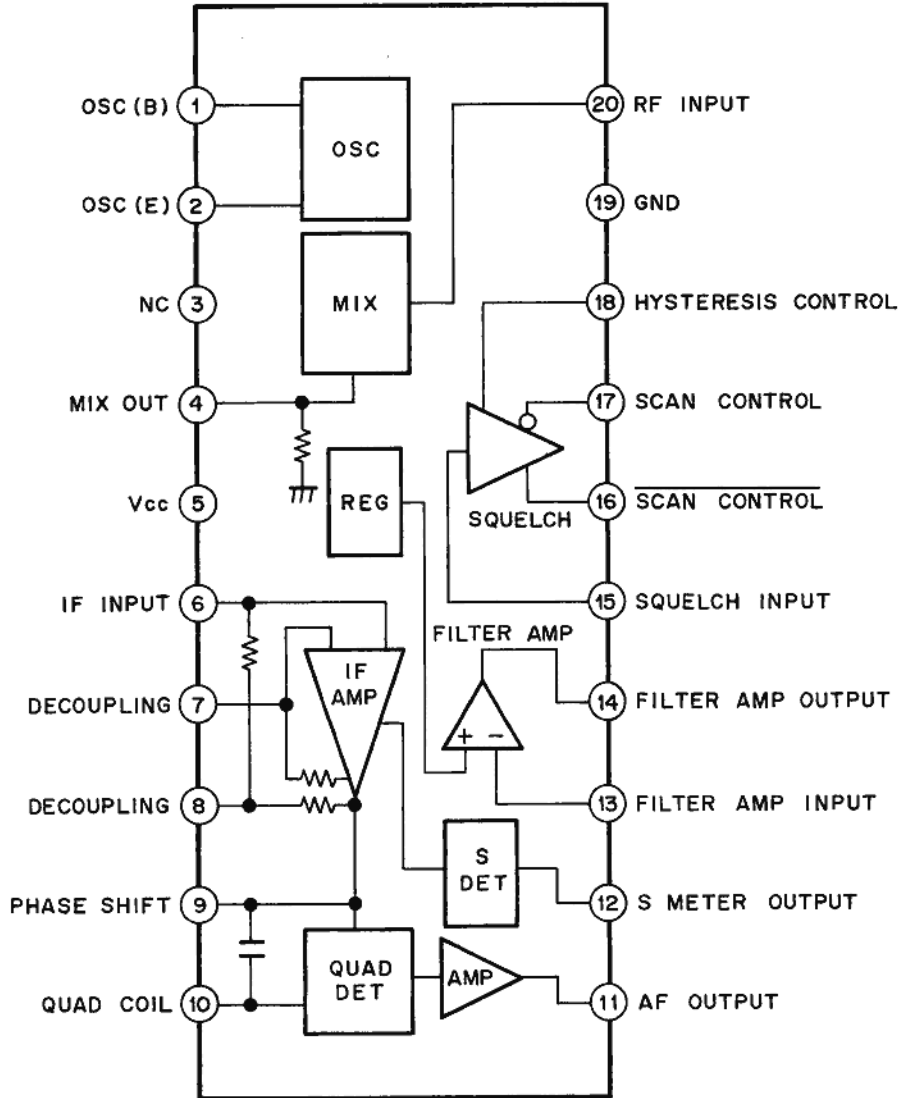 OSC (B) 1
OSC
20 RF INPUT
OSC (E) 2
19 GND
NC 3
MIX
18 HYSTERESIS CONTROL
MIX OUT 4
17 SCAN CONTROL
Vcc 5
REG
SQUELCH
16 SCAN CONTROL
IF INPUT 6
15 SQUELCH INPUT
FILTER AMP
IF
AMP
DECOUPLING 7
14 FILTER AMP OUTPUT
+ −
DECOUPLING 8
13 FILTER AMP INPUT
S
DET
PHASE SHIFT 9
12 S METER OUTPUT
QUAD
DET
AMP
QUAD COIL 10
11 AF OUTPUT